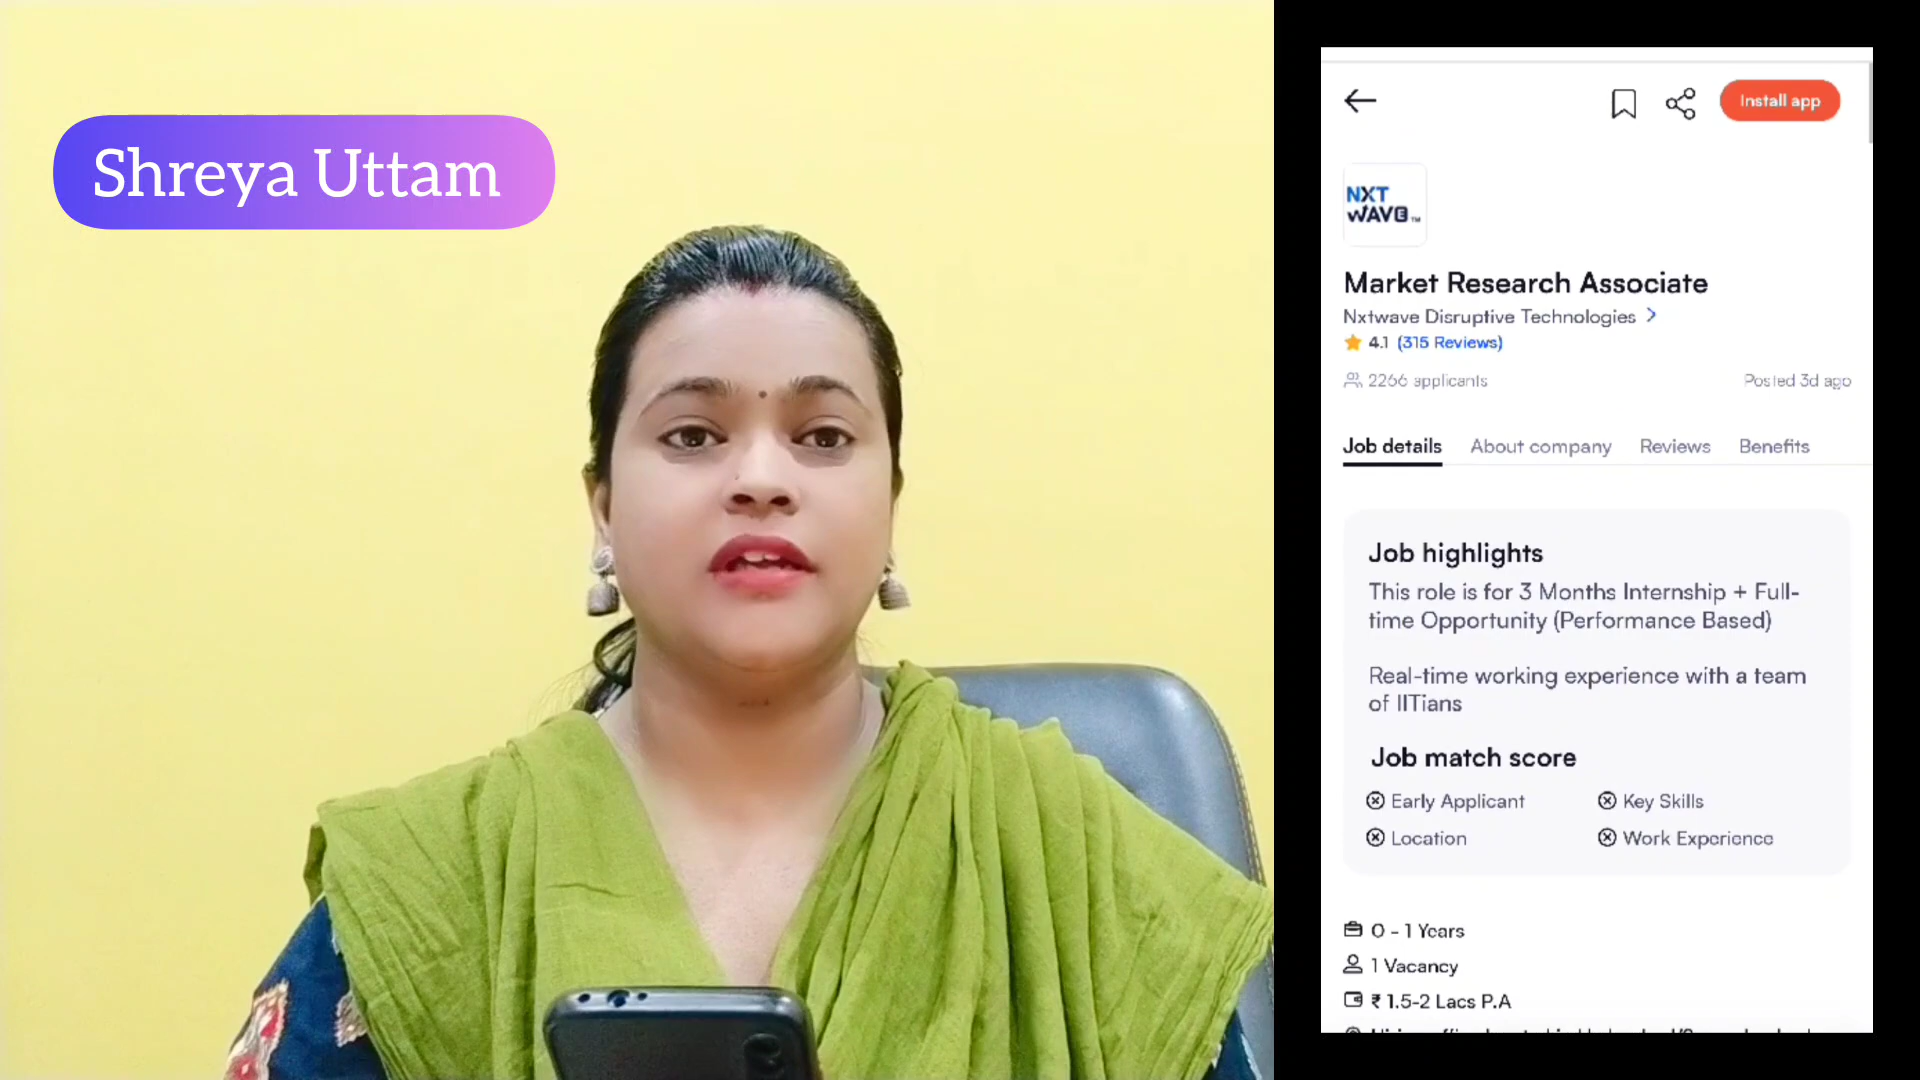 Shreya Uttam
Install app
NXT
WAVE™
Market Research Associate
Nxtwave Disruptive Technologies
4.1 (315 Reviews)
2266 applicants
Posted 3d ago
Job details About company Reviews Benefits
Job highlights
This role is for 3 Months Internship + Full-
time Opportunity (Performance Based)
Real-time working experience with a team
of IITians
Job match score
Early Applicant Key Skills
Location Work Experience
0 - 1 Years
1 Vacancy
₹ 1.5-2 Lacs P.A